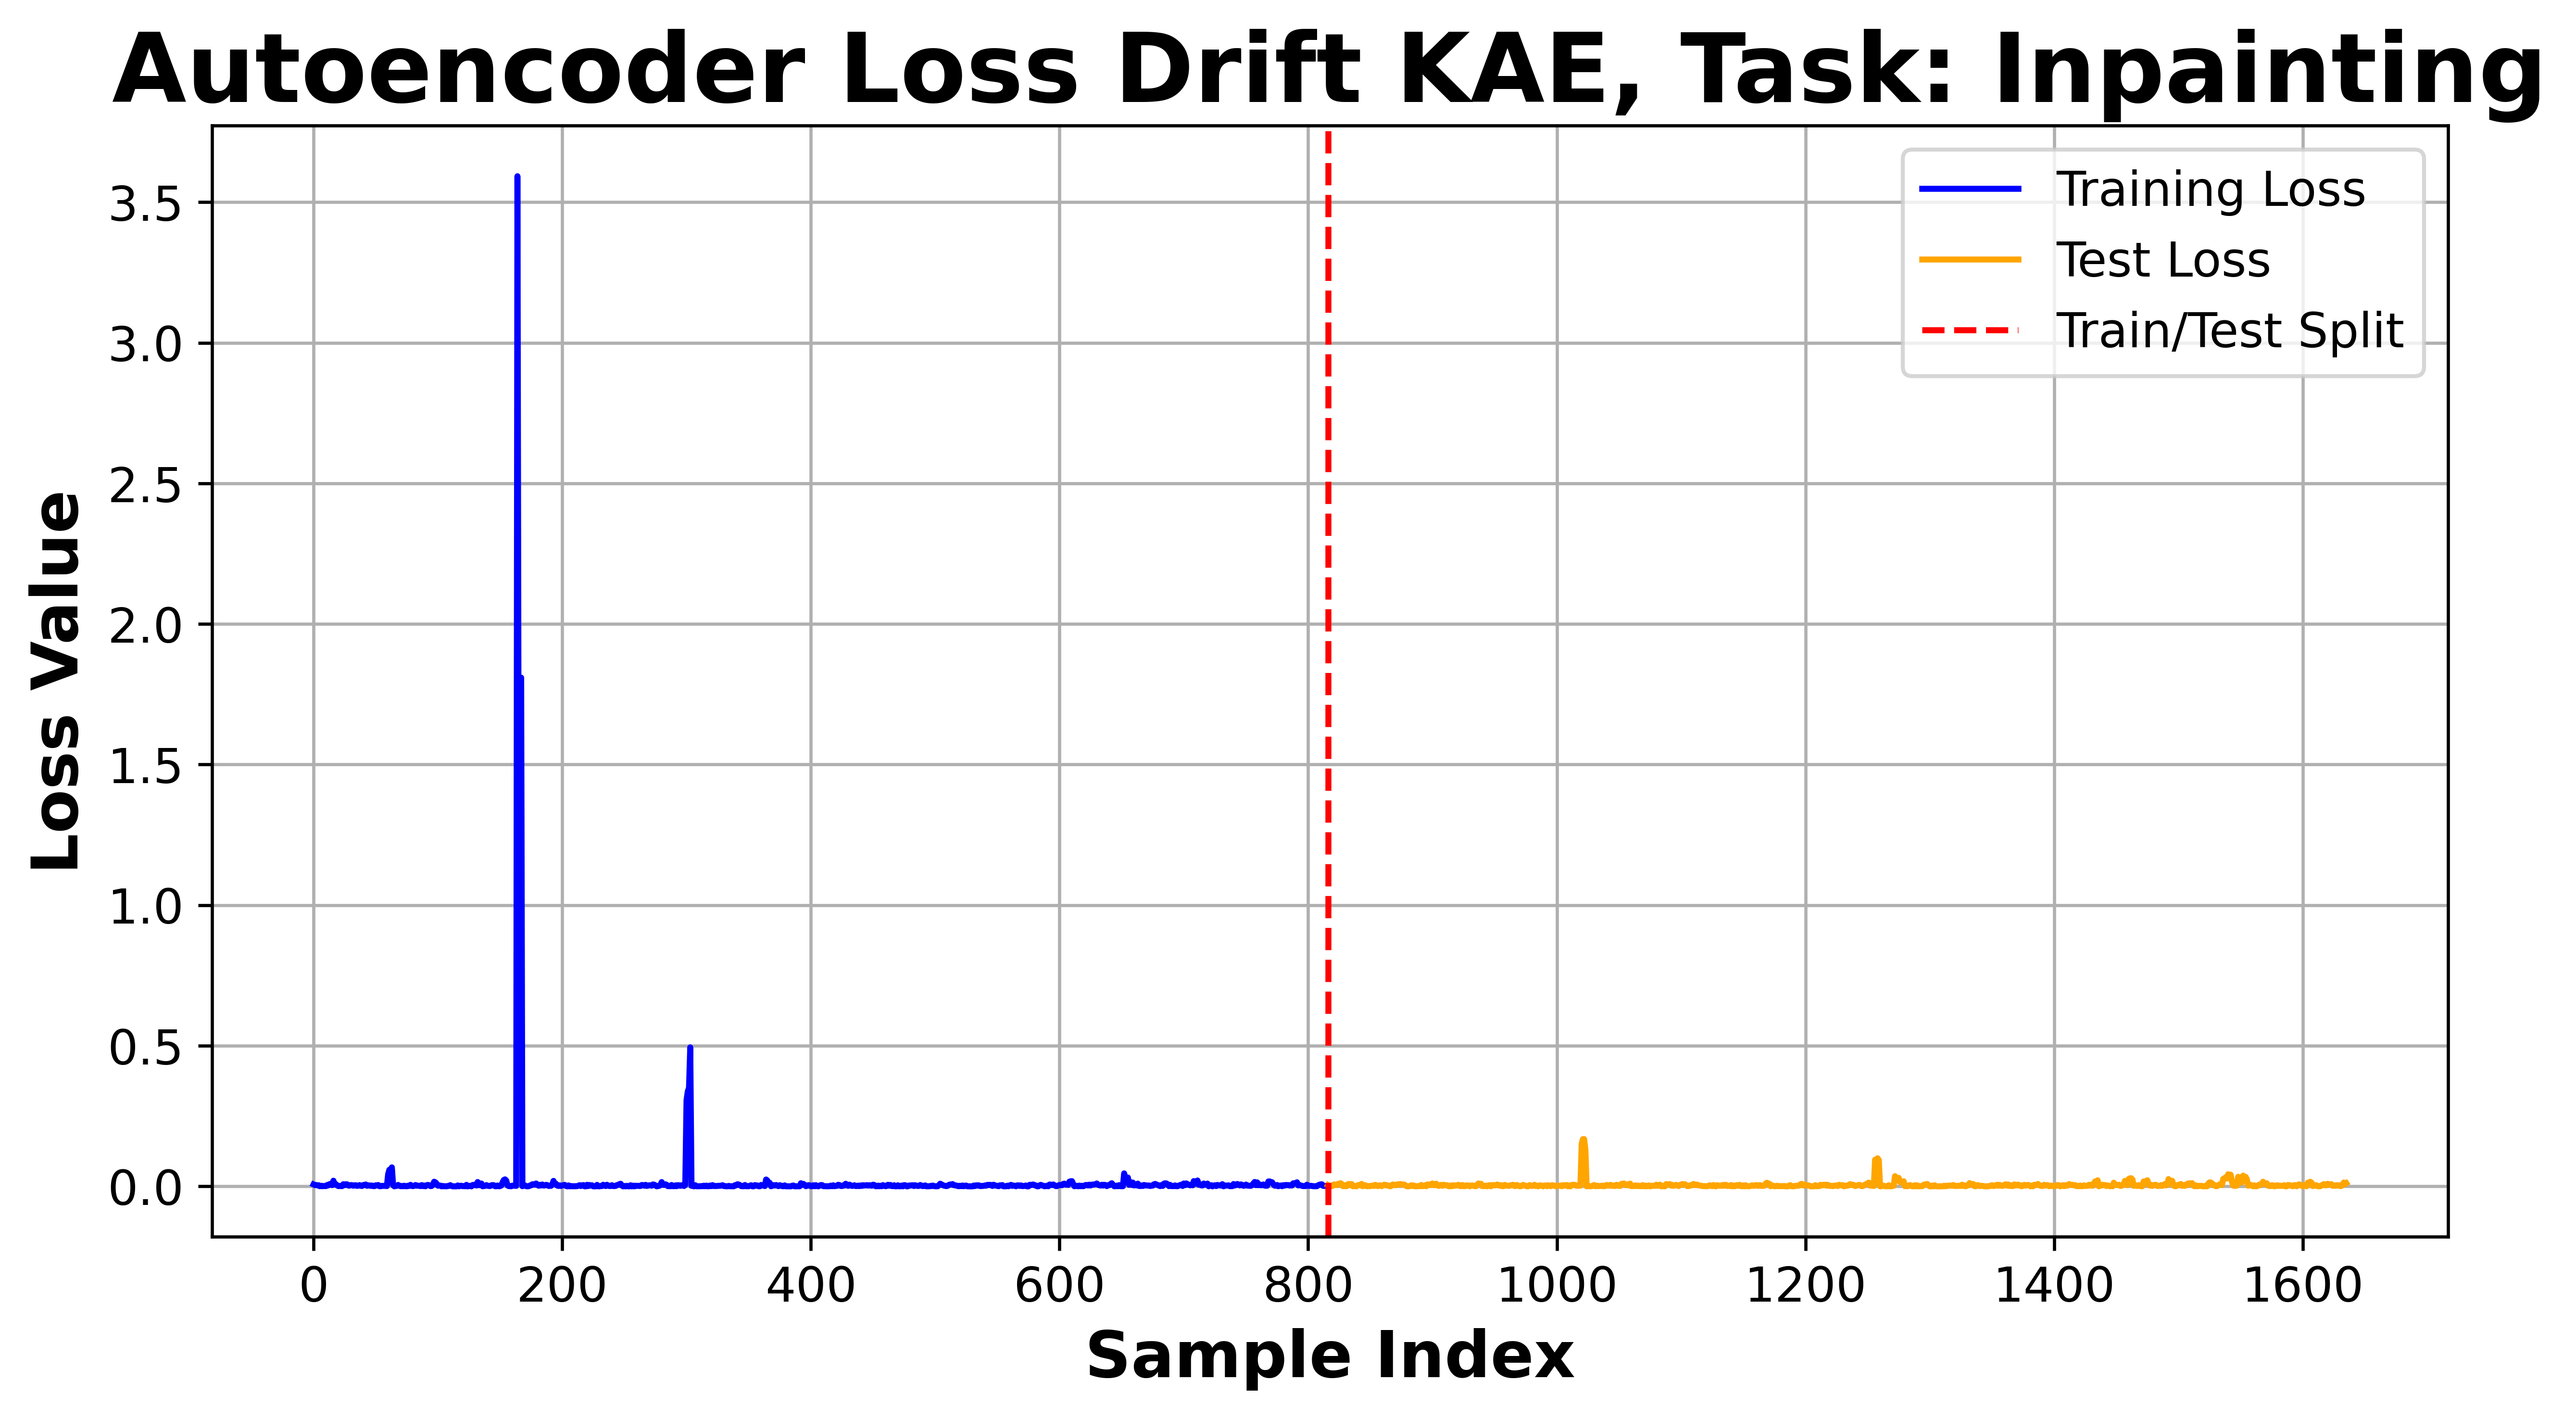 Autoencoder Loss Drift KAE, Task: Inpainting
Training Loss
Test Loss
Train/Test Split
Loss Value
3.5
3.0
2.5
2.0
1.5
1.0
0.5
0.0
0 200 400 600 800 1000 1200 1400 1600
Sample Index